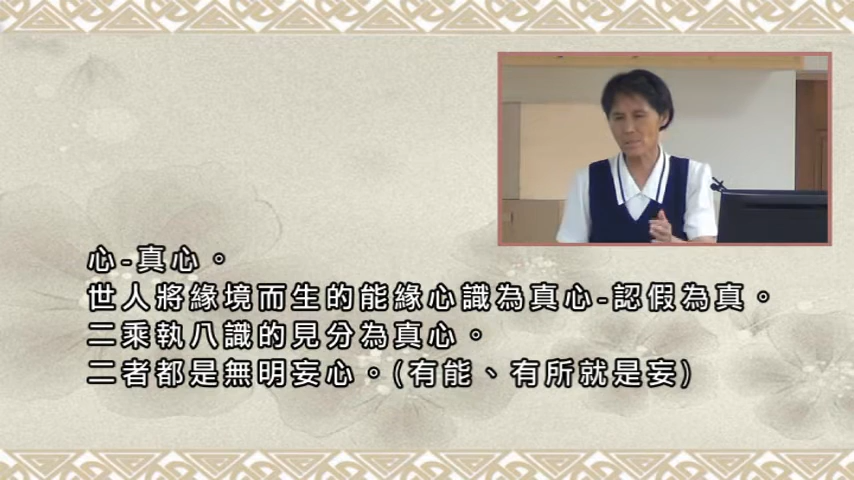 心-真心。
世人將緣境而生的能緣心識為真心-認假為真。
二乘執八識的見分為真心。
二者都是無明妄心。(有能、有所就是妄)